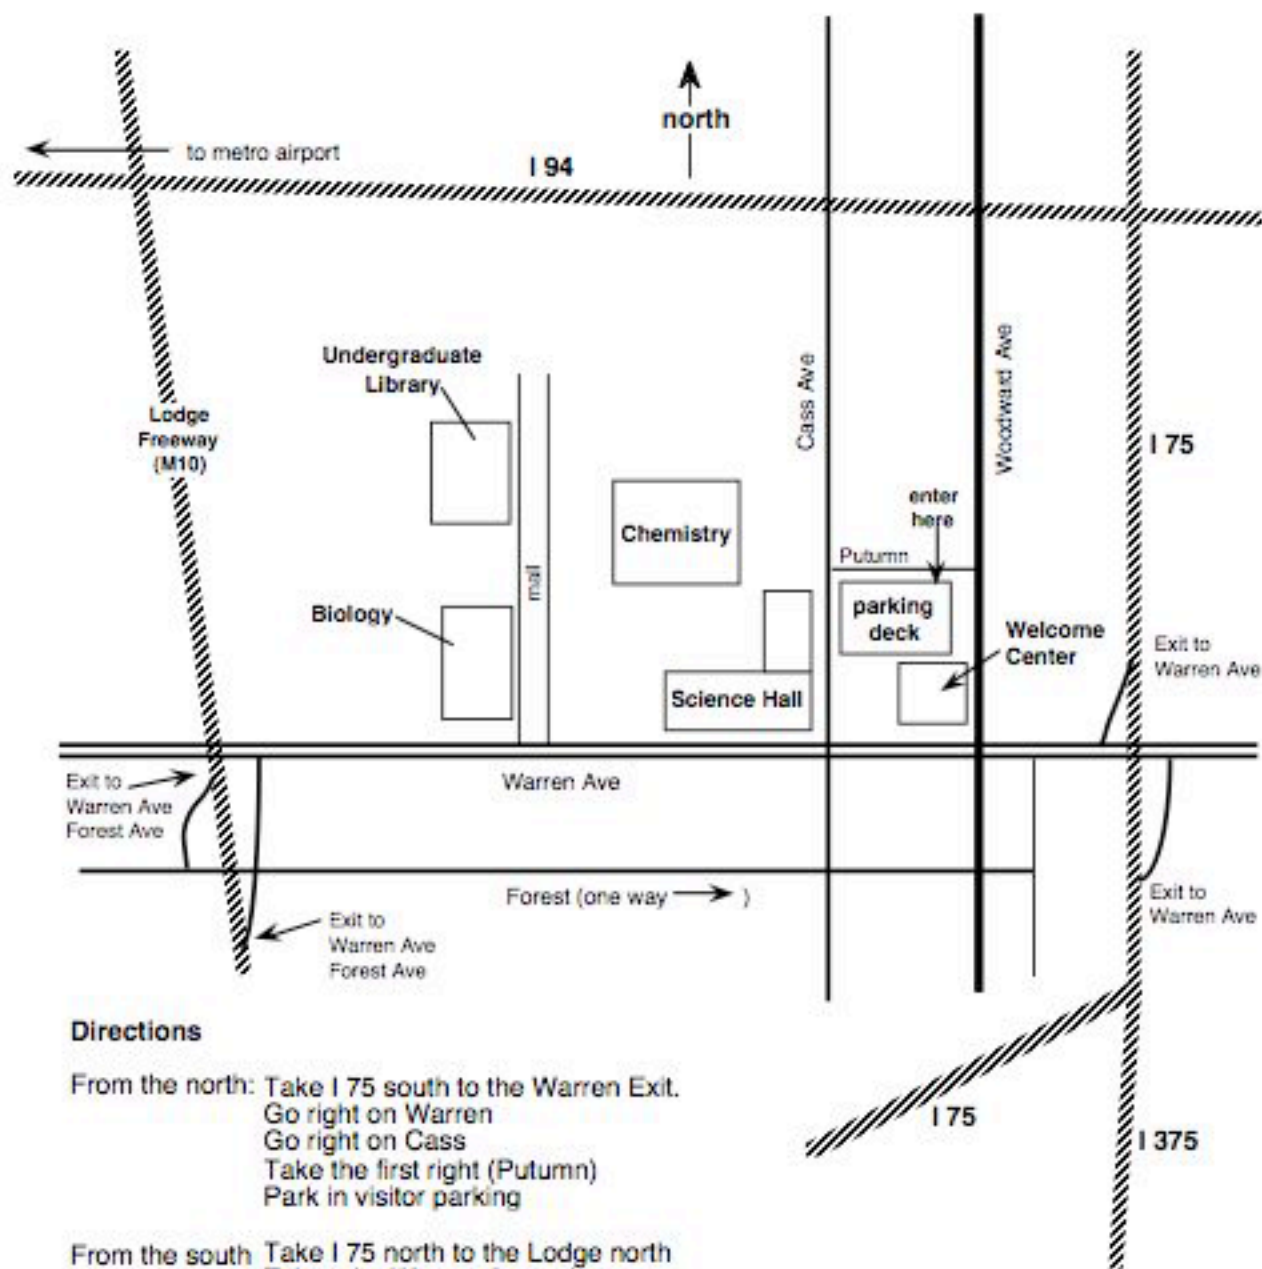 north
to metro airport
I 94
Undergraduate
Library
Cass Ave
Woodward Ave
Lodge
Freeway
(M10)
I 75
enter
here
Chemistry
Putumn
mall
parking
deck
Biology
Welcome
Center
Exit to
Warren Ave
Science Hall
Exit to
Warren Ave
Forest Ave
Warren Ave
Forest (one way → )
Exit to
Warren Ave
Exit to
Warren Ave
Forest Ave
Directions
From the north: Take I 75 south to the Warren Exit.
Go right on Warren
Go right on Cass
Take the first right (Putumn)
Park in visitor parking
I 75
I 375
From the south Take I 75 north to the Lodge north